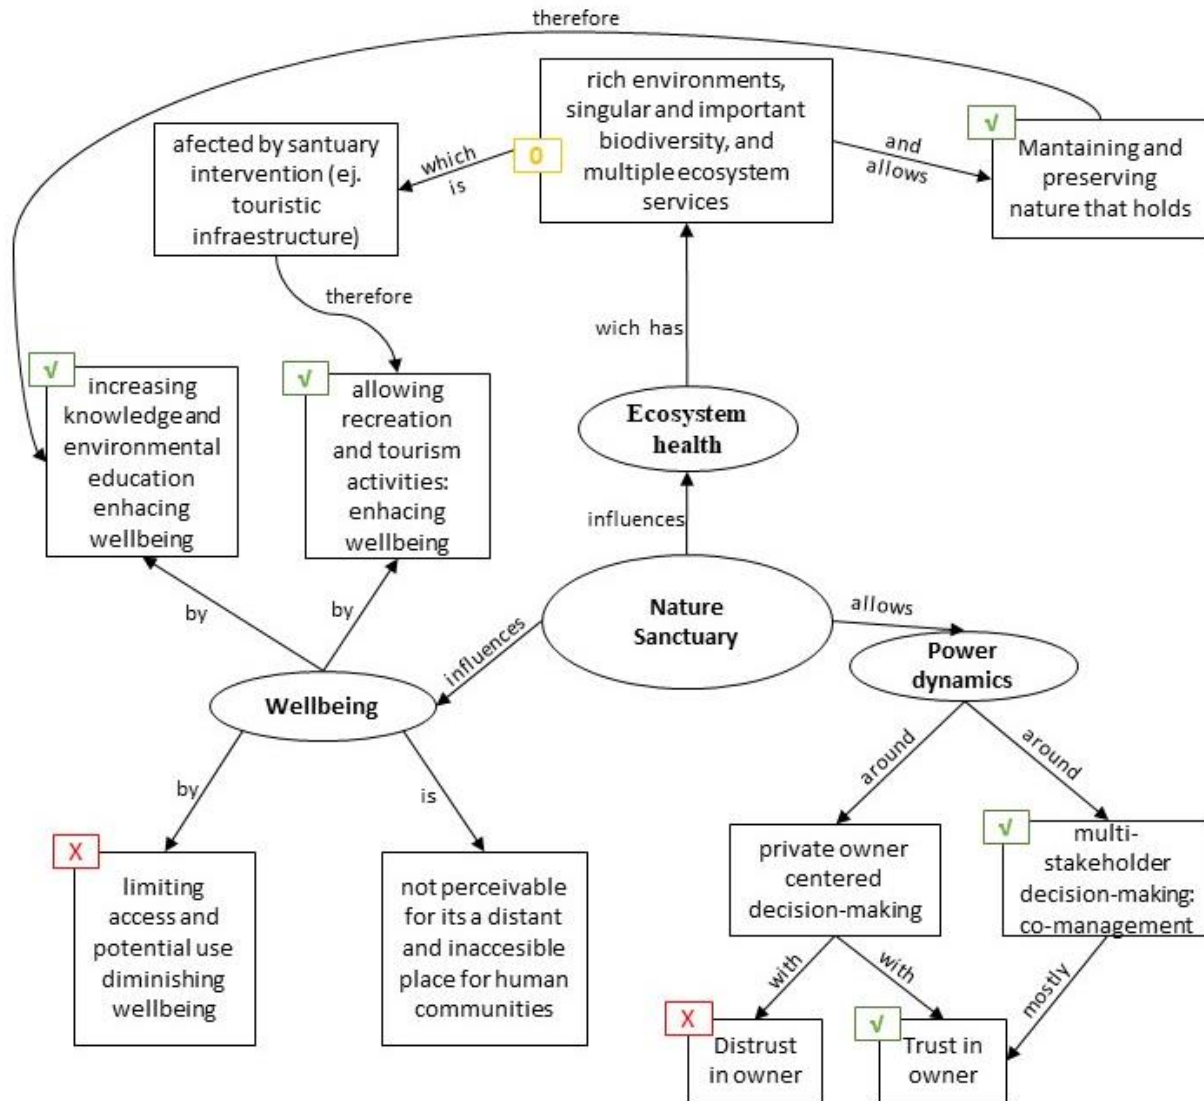 therefore
rich environments,
singular and important
biodiversity, and
multiple ecosystem
services
0
which
is
afected by santuary
intervention (ej.
touristic
infraestructure)
and
allows
√
Mantaining and
preserving
nature that holds
therefore
wich has
√
increasing
knowledge and
environmental
education
enhacing
wellbeing
√
allowing
recreation
and tourism
activities:
enhacing
wellbeing
Ecosystem
health
influences
by
by
Nature
Sanctuary
influences
allows
Wellbeing
Power
dynamics
by
is
around
around
X
limiting
access and
potential use
diminishing
wellbeing
not perceivable
for its a distant
and inaccesible
place for human
communities
private owner
centered
decision-making
√
multi-
stakeholder
decision-making:
co-management
with
with
mostly
X
Distrust
in owner
√
Trust in
owner